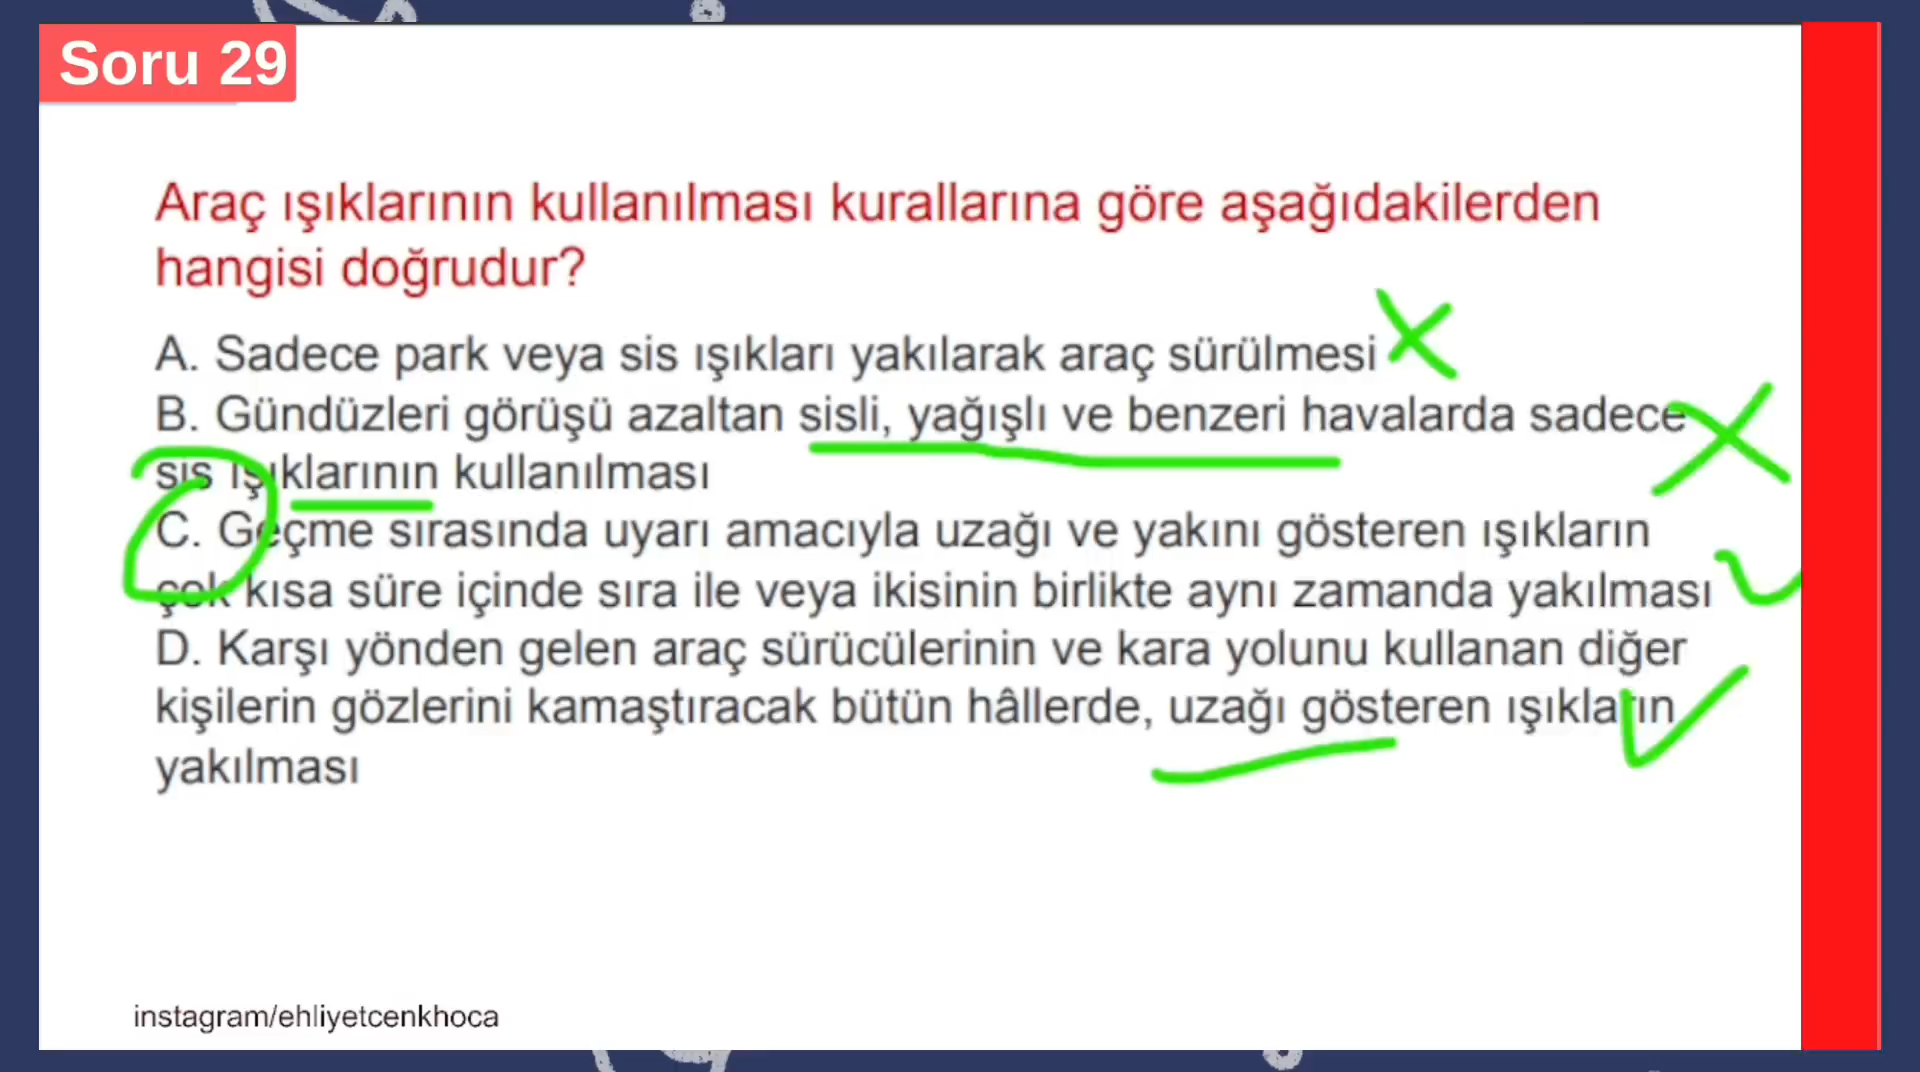 Soru 29
Araç ışıklarının kullanılması kurallarına göre aşağıdakilerden
hangisi doğrudur?
A. Sadece park veya sis ışıkları yakılarak araç sürülmesi
B. Gündüzleri görüşü azaltan sisli, yağışlı ve benzeri havalarda sadece
sis ışıklarının kullanılması
C. Geçme sırasında uyarı amacıyla uzağı ve yakını gösteren ışıkların
çok kısa süre içinde sıra ile veya ikisinin birlikte aynı zamanda yakılması
D. Karşı yönden gelen araç sürücülerinin ve kara yolunu kullanan diğer
kişilerin gözlerini kamaştıracak bütün hâllerde, uzağı gösteren ışıkların
yakılması
instagram/ehliyetcenkhoca